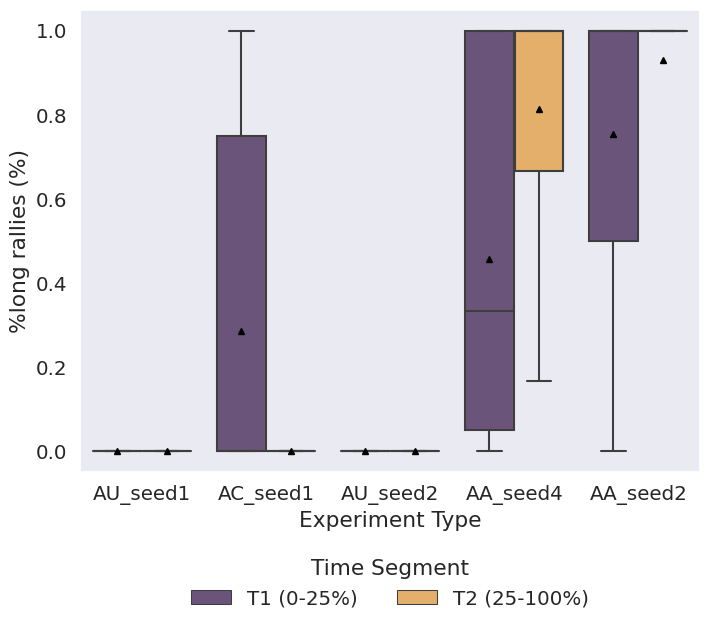 %long rallies (%)
1.0
0.8
0.6
0.4
0.2
0.0
AU_seed1 AC_seed1 AU_seed2 AA_seed4 AA_seed2
Experiment Type
Time Segment
T1 (0-25%) T2 (25-100%)